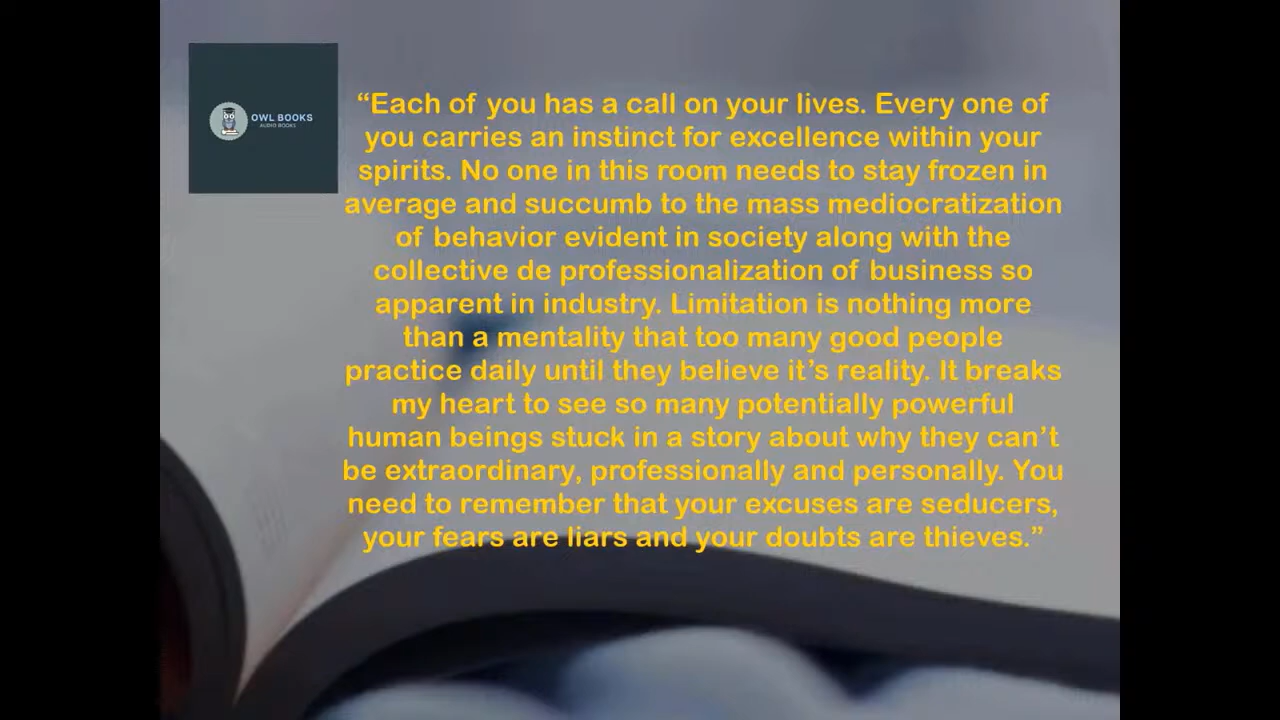 OWL BOOKS
AUDIO BOOKS
“Each of you has a call on your lives. Every one of
you carries an instinct for excellence within your
spirits. No one in this room needs to stay frozen in
average and succumb to the mass mediocratization
of behavior evident in society along with the
collective de professionalization of business so
apparent in industry. Limitation is nothing more
than a mentality that too many good people
practice daily until they believe it’s reality. It breaks
my heart to see so many potentially powerful
human beings stuck in a story about why they can’t
be extraordinary, professionally and personally. You
need to remember that your excuses are seducers,
your fears are liars and your doubts are thieves.”